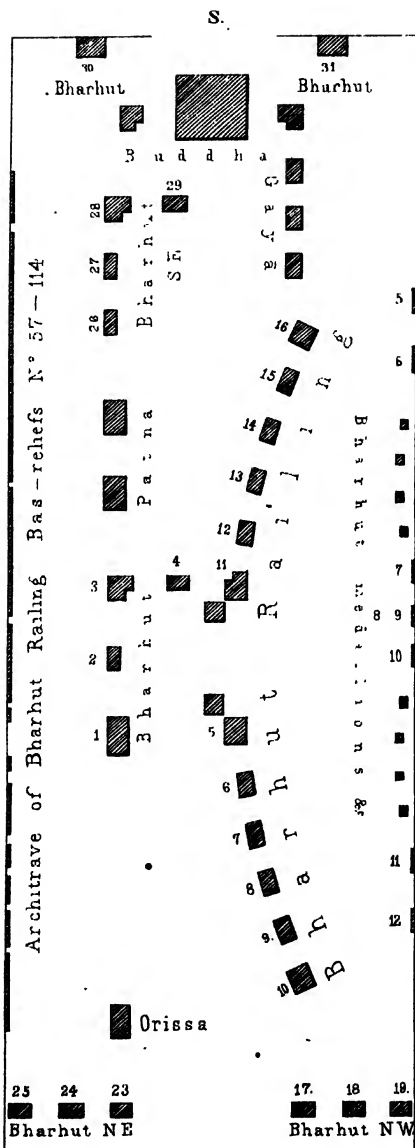 S.
30
31
Bharhut
Bharhut
Buddha
Gaya
29
28
27
26
Bharhut SE
5
6
16
15
14
13
12
11
Patna
Architrave of Bharhut Railing Bas-reliefs Nº 57-114
Bharhut Railing
Bharhut medallions &c
4
3
2
1
Bharhut
7
8
9
10
5
6
7
8
9.
10
11
12
Orissa
25
24
23
17.
18
19.
Bharhut NE
Bharhut NW